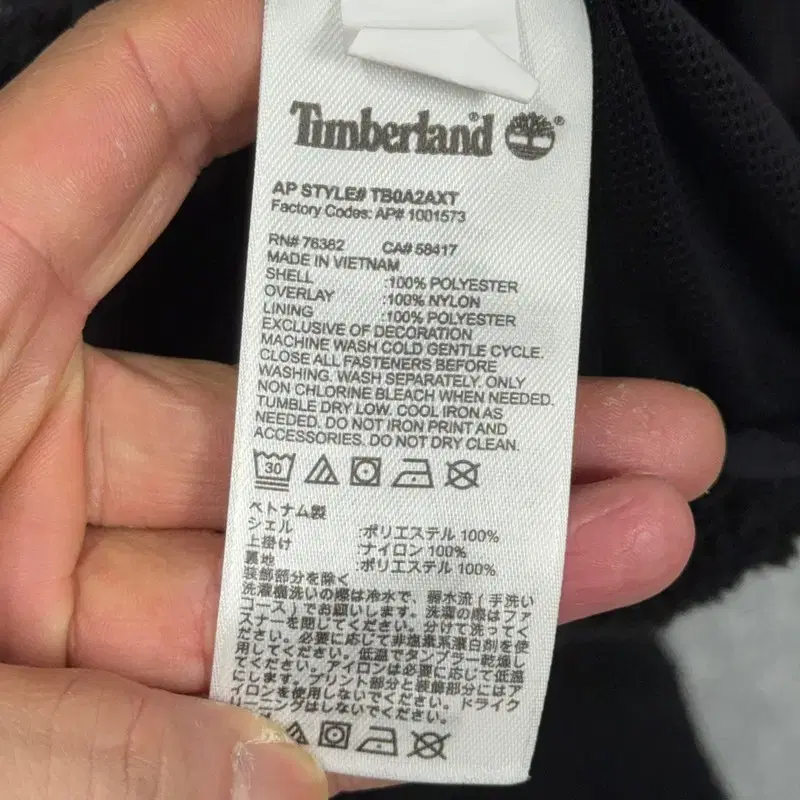 Timberland®
AP STYLE# TB0A2AXT
Factory Codes: AP# 1001573
RN# 76382 CA# 58417
MADE IN VIETNAM
SHELL :100% POLYESTER
OVERLAY :100% NYLON
LINING :100% POLYESTER
EXCLUSIVE OF DECORATION
MACHINE WASH COLD GENTLE CYCLE.
CLOSE ALL FASTENERS BEFORE
WASHING. WASH SEPARATELY. ONLY
NON CHLORINE BLEACH WHEN NEEDED.
TUMBLE DRY LOW. COOL IRON AS
NEEDED. DO NOT IRON PRINT AND
ACCESSORIES. DO NOT DRY CLEAN.
30
ベトナム製
シェル :ポリエステル 100%
上掛け :ナイロン 100%
裏地 :ポリエステル 100%
装飾部分を除く
洗濯機洗いの際は冷水で、弱水流(手洗い
コース)でお願いします。洗濯の際はファ
スナーを閉じてください。分けて洗ってく
ださい。必要に応じて非塩素系漂白剤を使
用してください。低温でタンブラー乾燥し
てください。アイロンは必要に応じて低温
にします。プリント部分と装飾部分にはア
イロンを使用しないでください。ドライク
リーニングはしないでください。